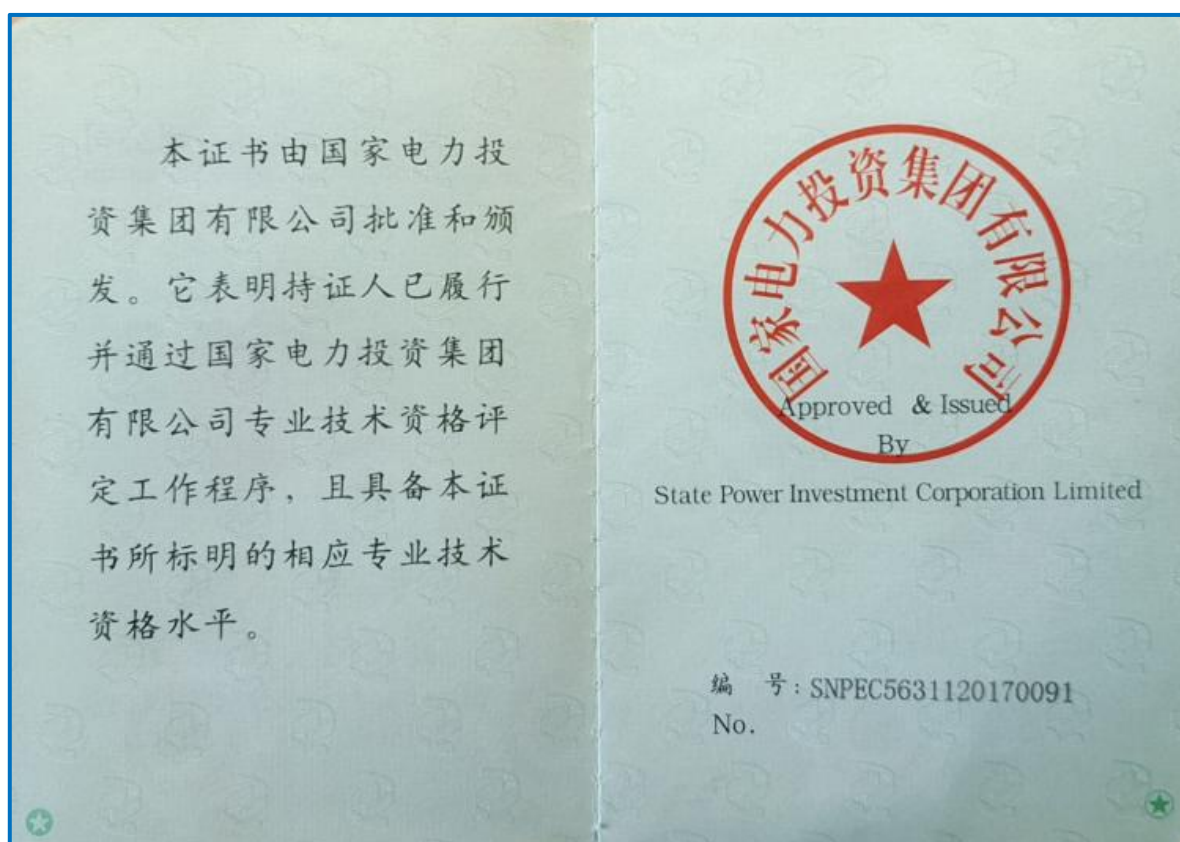 本证书由国家电力投
资集团有限公司批准和颁
发。它表明持证人已履行
并通过国家电力投资集团
有限公司专业技术资格评
定工作程序，且具备本证
书所标明的相应专业技术
资格水平。
国家电力投资集团有限公司
Approved & Issued
By
State Power Investment Corporation Limited
编 号: SNPEC5631120170091
No.